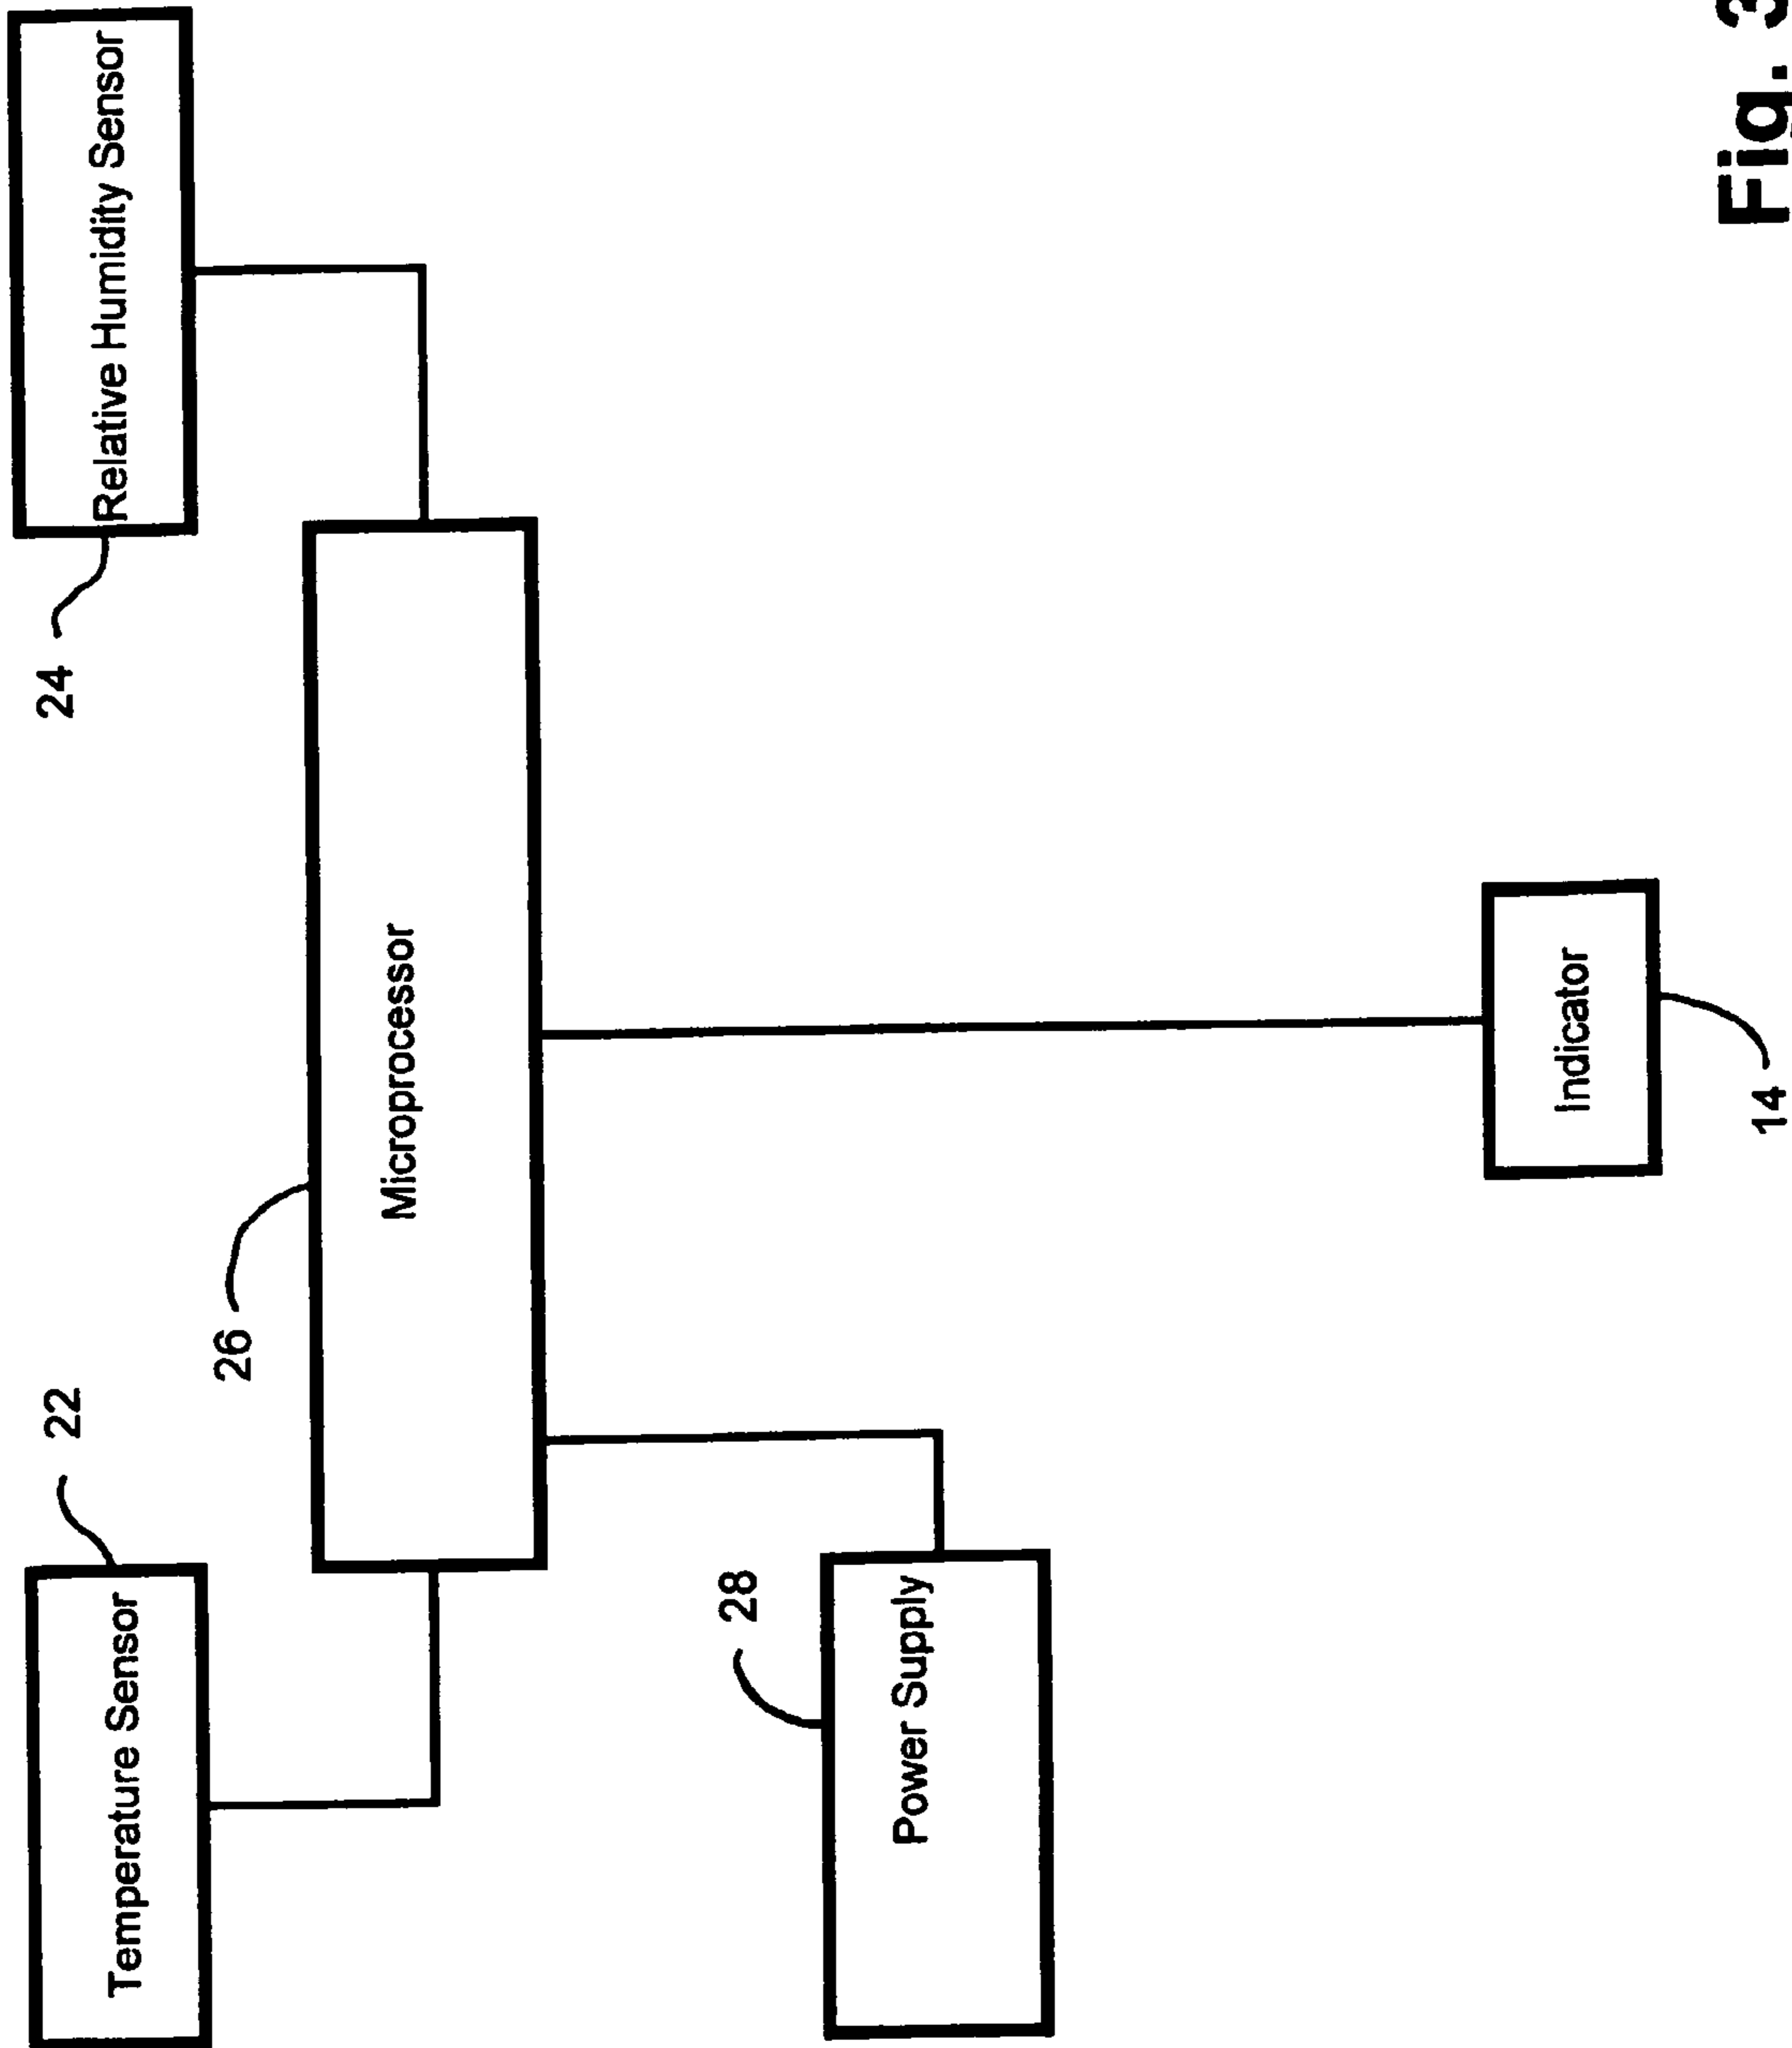 22
Temperature Sensor
24
Relative Humidity Sensor
26
Microprocessor
28
Power Supply
Indicator
14
Fig. 3